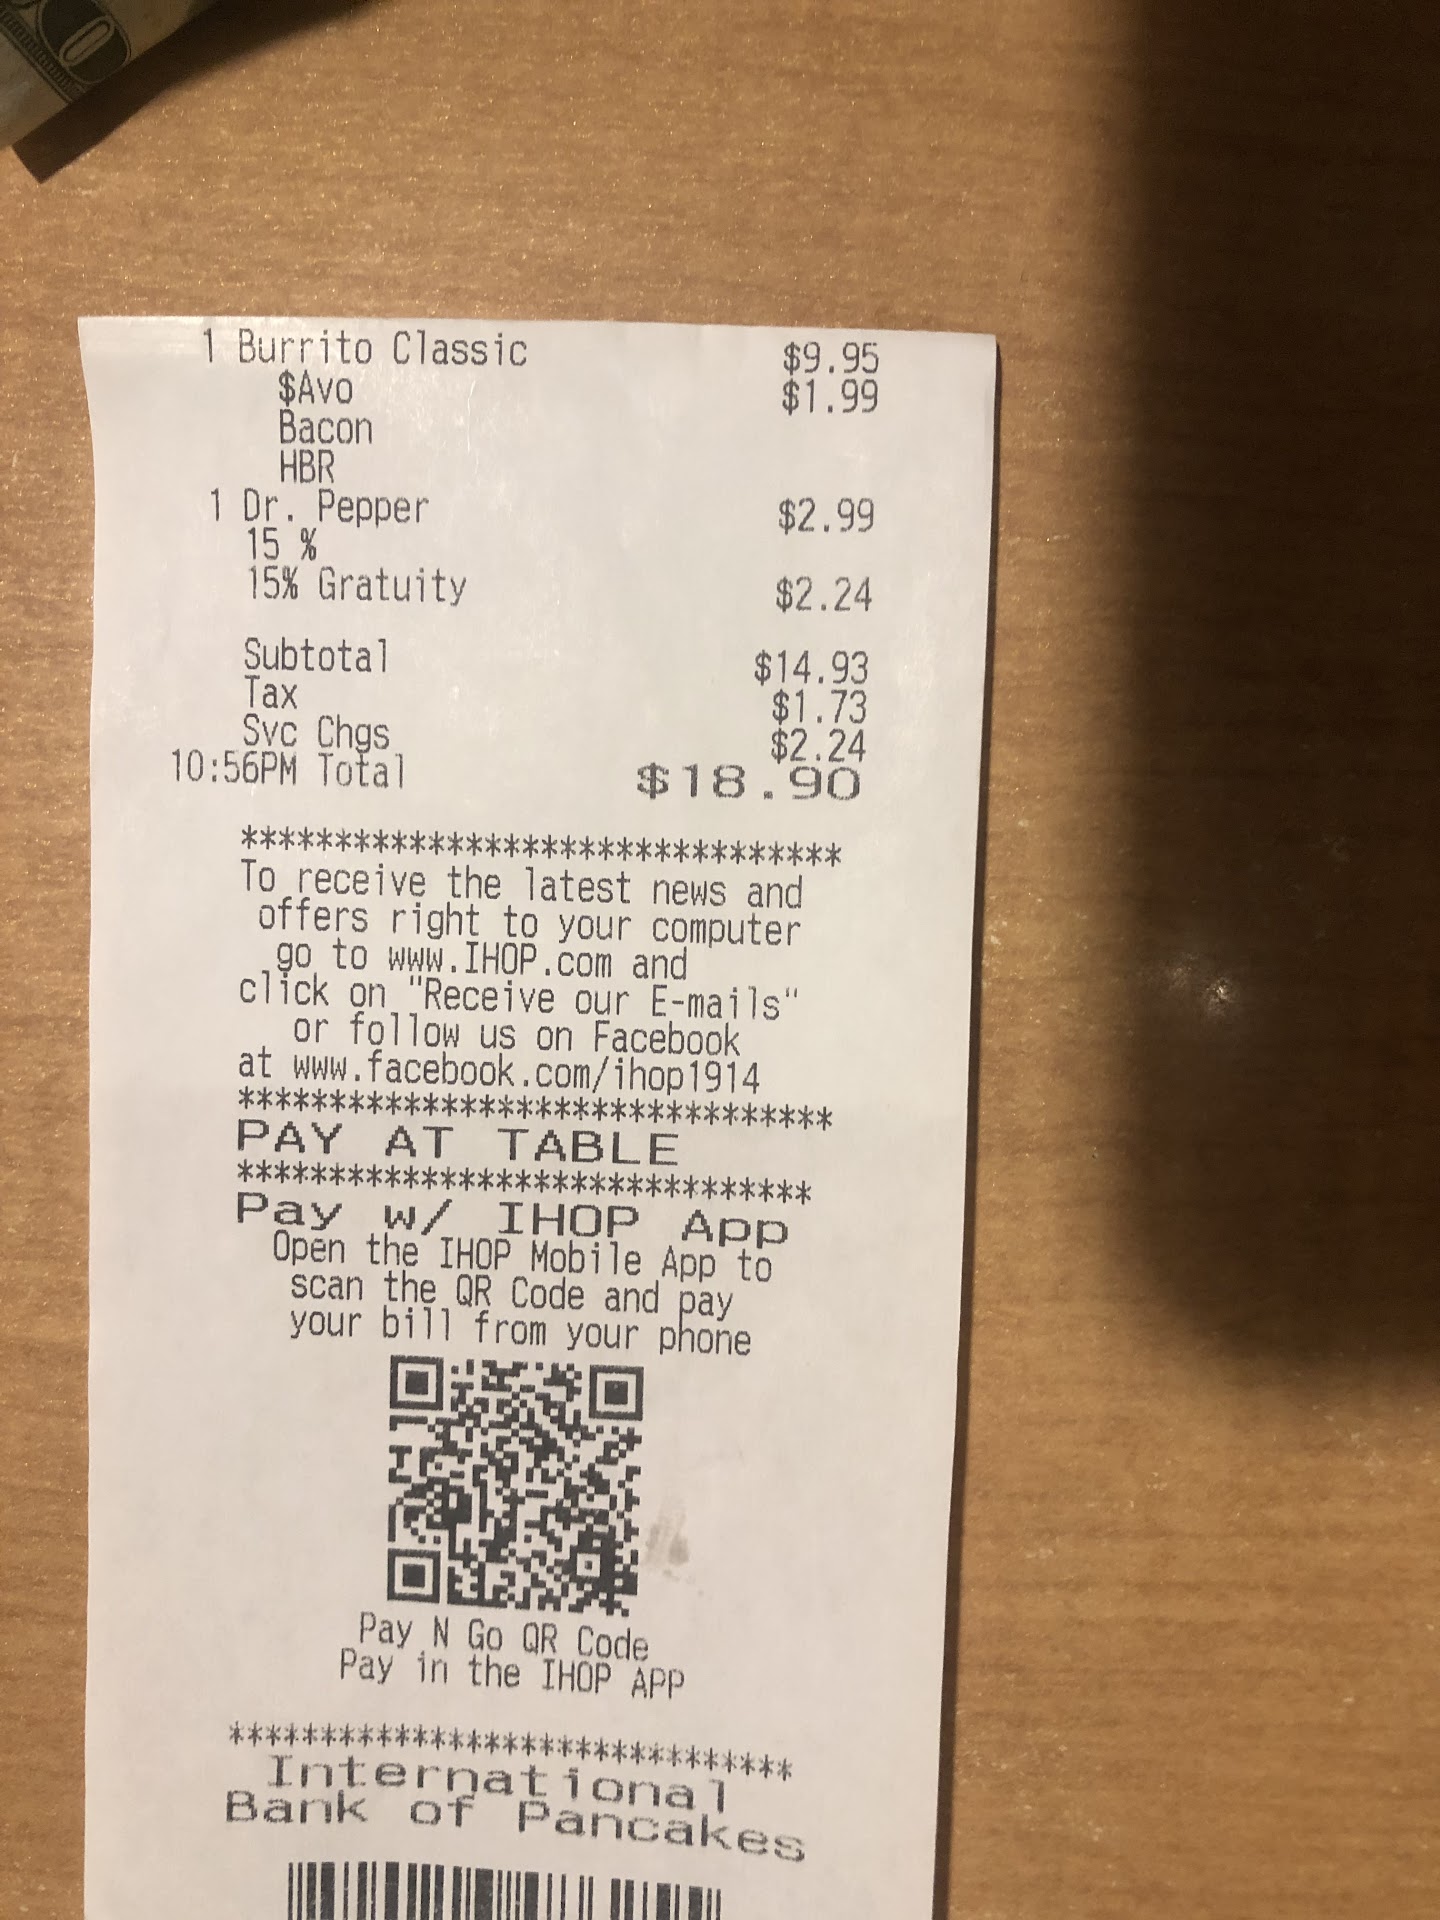 1 Burrito Classic $9.95
$Avo $1.99
Bacon
HBR
1 Dr. Pepper $2.99
15 %
15% Gratuity $2.24
Subtotal $14.93
Tax $1.73
Svc Chgs $2.24
10:56PM Total $18.90
********************************
To receive the latest news and
offers right to your computer
go to www.IHOP.com and
click on "Receive our E-mails"
or follow us on Facebook
at www.facebook.com/ihop1914
********************************
PAY AT TABLE
*******************************
Pay w/ IHOP App
Open the IHOP Mobile App to
scan the QR Code and pay
your bill from your phone
Pay N Go QR Code
Pay in the IHOP APP
*******************************
International
Bank of Pancakes